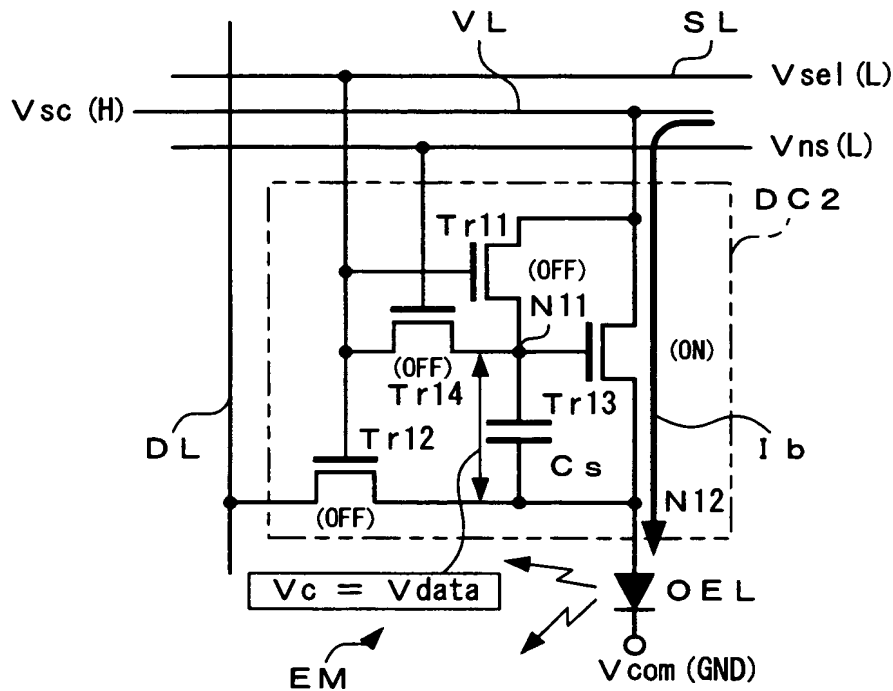 VL
SL
Vsel(L)
Vsc(H)
Vns(L)
DC2
Tr11
(OFF)
N11
(ON)
(OFF)
Tr14
Tr13
DL
Tr12
Cs
Ib
N12
(OFF)
Vc = Vdata
OEL
EM
Vcom(GND)